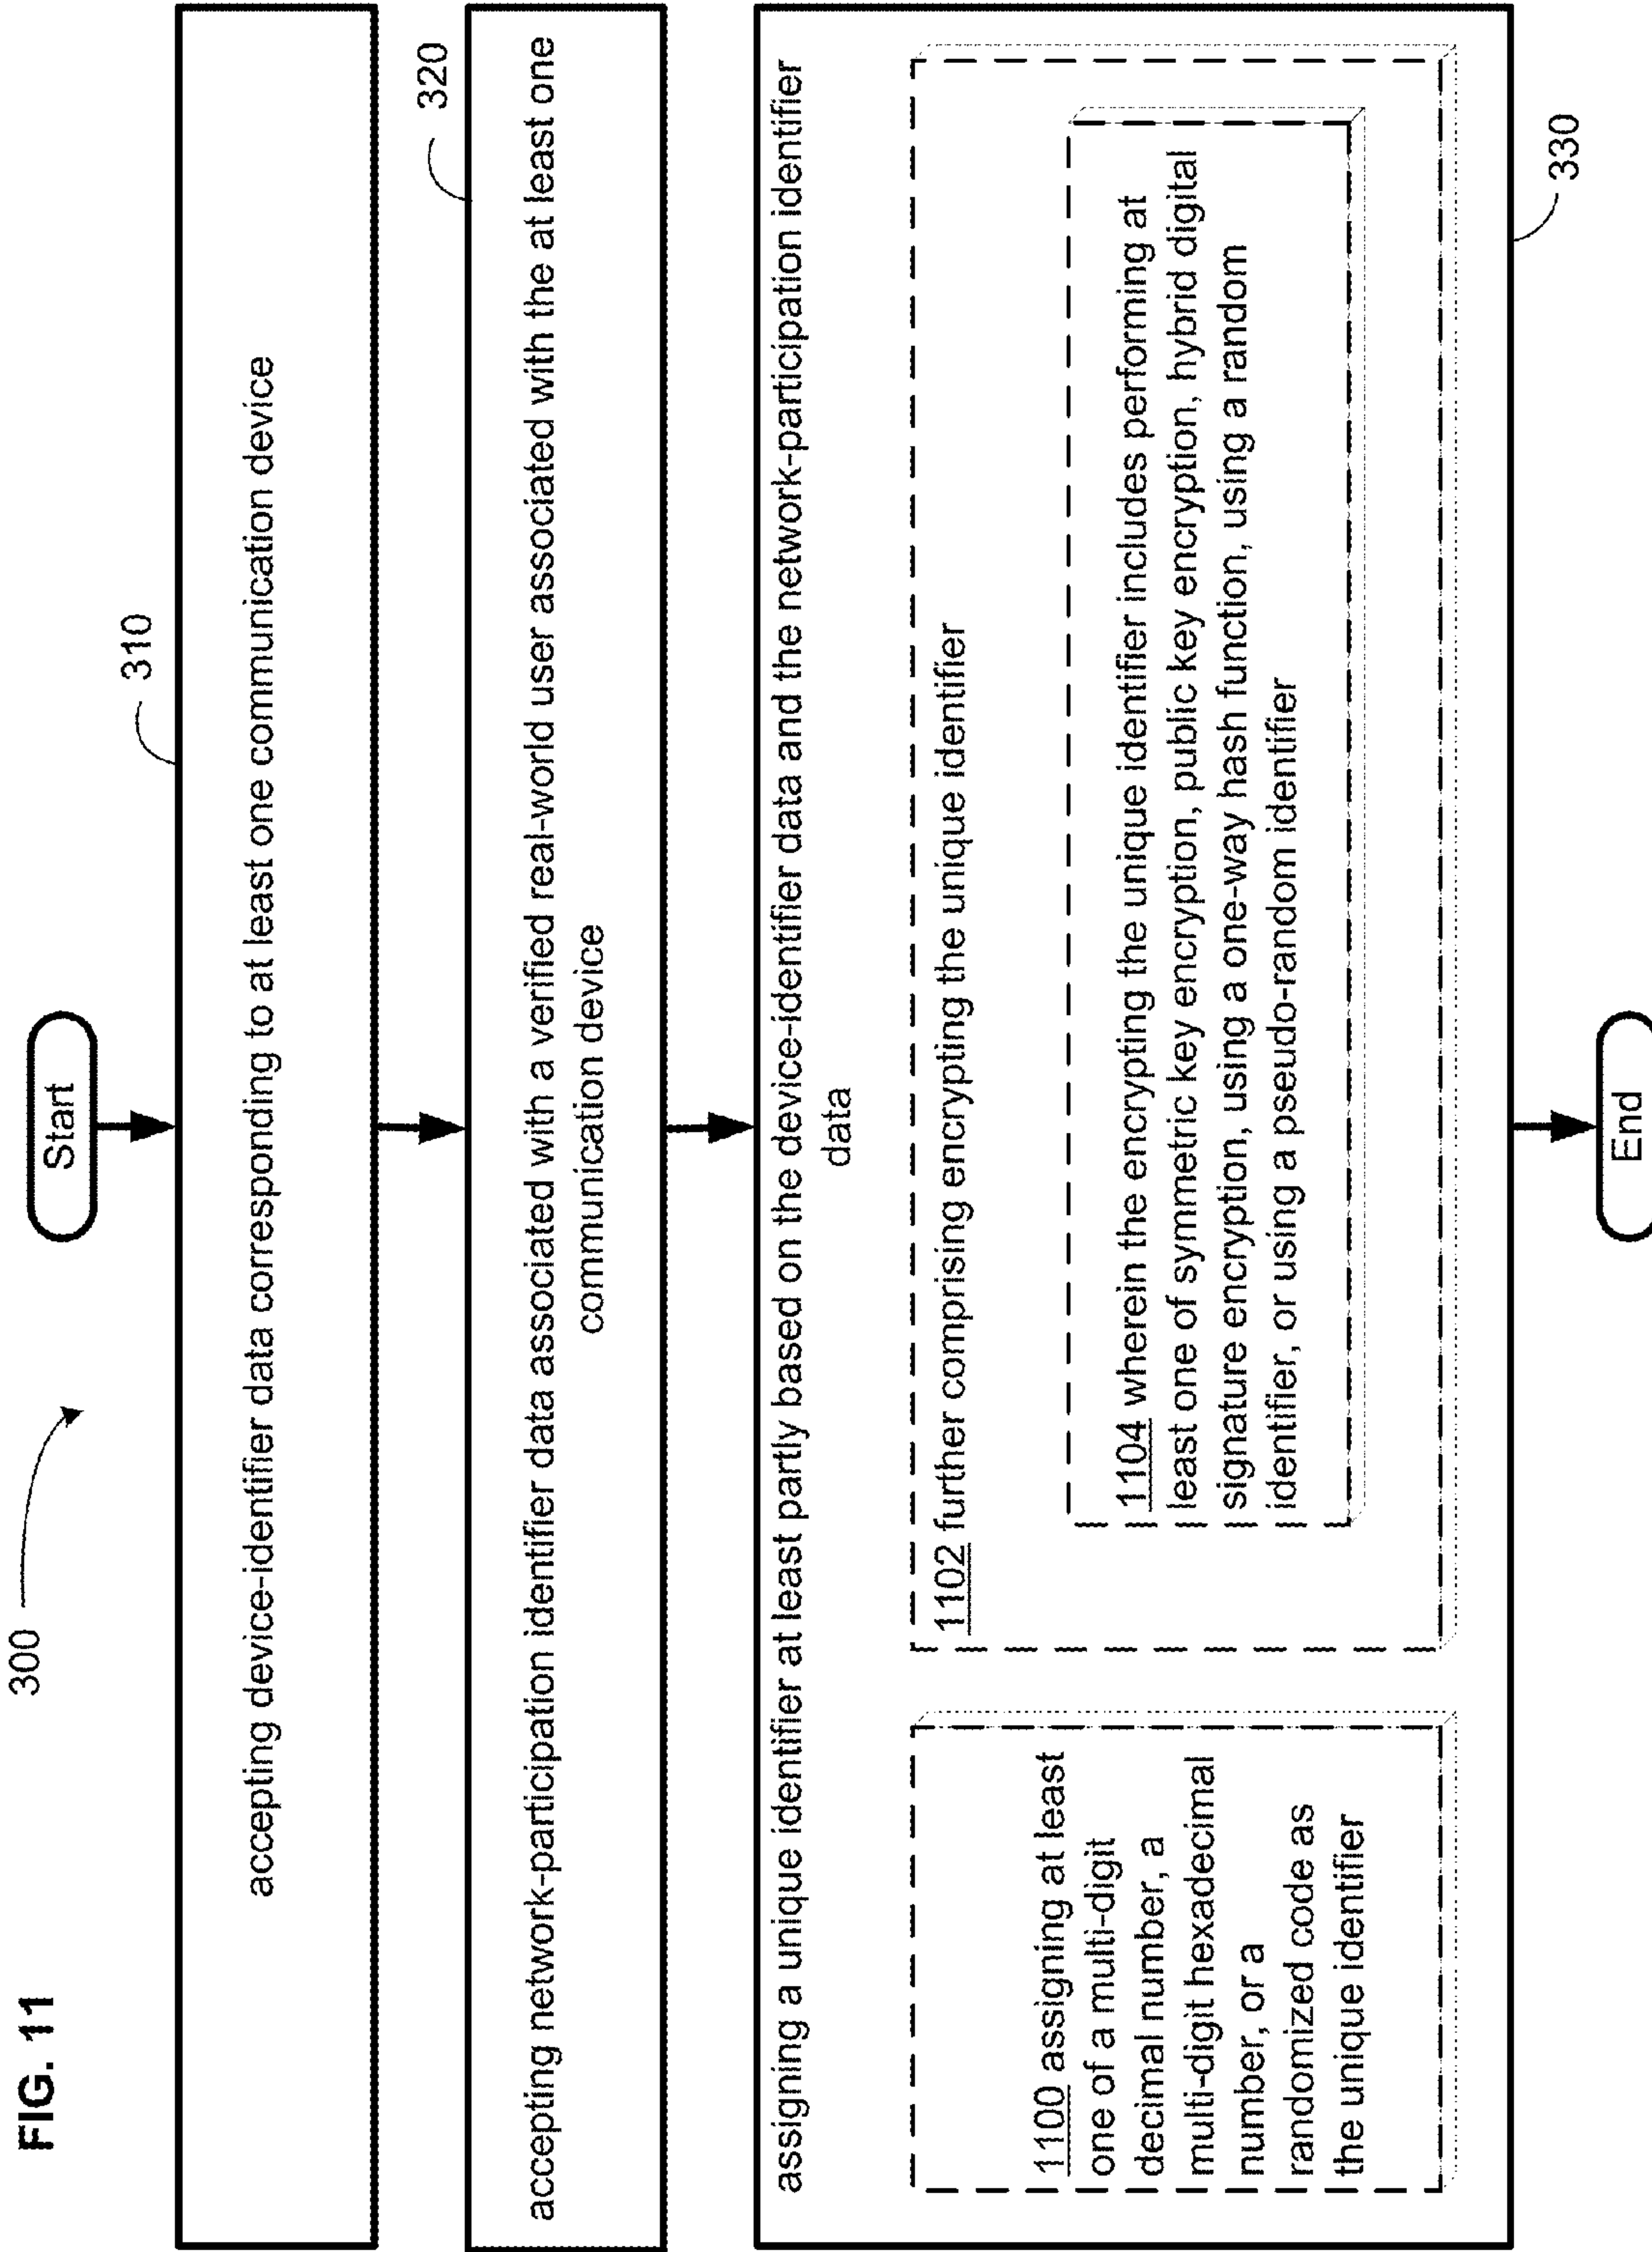 FIG. 11
300
Start
310
accepting device-identifier data corresponding to at least one communication device
320
accepting network-participation identifier data associated with a verified real-world user associated with the at least one
communication device
assigning a unique identifier at least partly based on the device-identifier data and the network-participation identifier
data
1100 assigning at least
one of a multi-digit
decimal number, a
multi-digit hexadecimal
number, or a
randomized code as
the unique identifier
1102 further comprising encrypting the unique identifier
1104 wherein the encrypting the unique identifier includes performing at
least one of symmetric key encryption, public key encryption, hybrid digital
signature encryption, using a one-way hash function, using a random
identifier, or using a pseudo-random identifier
330
End